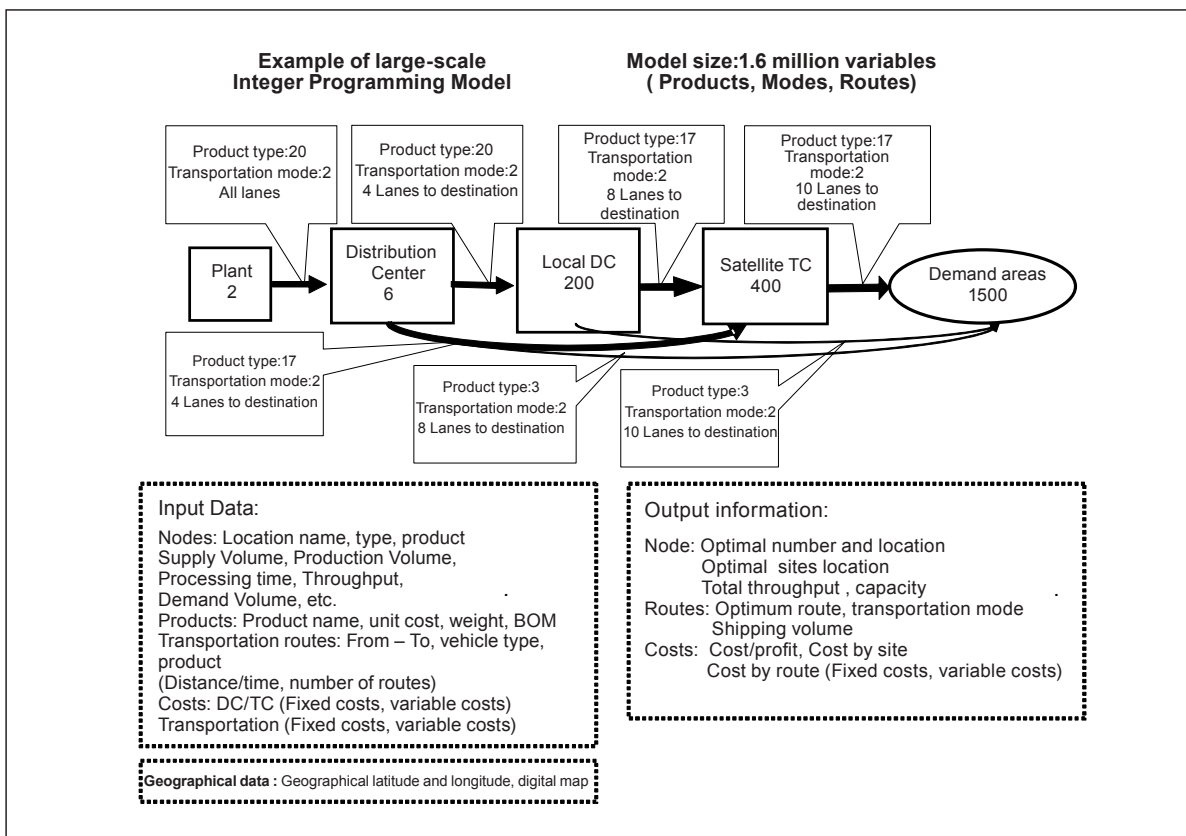 Example of large-scale
Integer Programming Model
Model size:1.6 million variables
( Products, Modes, Routes)
Product type:20
Transportation mode:2
All lanes
Product type:20
Transportation mode:2
4 Lanes to destination
Product type:17
Transportation
mode:2
8 Lanes to
destination
Product type:17
Transportation
mode:2
10 Lanes to
destination
Plant
2
Distribution
Center
6
Local DC
200
Satellite TC
400
Demand areas
1500
Product type:17
Transportation mode:2
4 Lanes to destination
Product type:3
Transportation mode:2
8 Lanes to destination
Product type:3
Transportation mode:2
10 Lanes to destination
Input Data:
Nodes: Location name, type, product
Supply Volume, Production Volume,
Processing time, Throughput,
Demand Volume, etc.
Products: Product name, unit cost, weight, BOM
Transportation routes: From – To, vehicle type,
product
(Distance/time, number of routes)
Costs: DC/TC (Fixed costs, variable costs)
Transportation (Fixed costs, variable costs)
Output information:
Node: Optimal number and location
Optimal sites location
Total throughput , capacity
Routes: Optimum route, transportation mode
Shipping volume
Costs: Cost/profit, Cost by site
Cost by route (Fixed costs, variable costs)
Geographical data : Geographical latitude and longitude, digital map